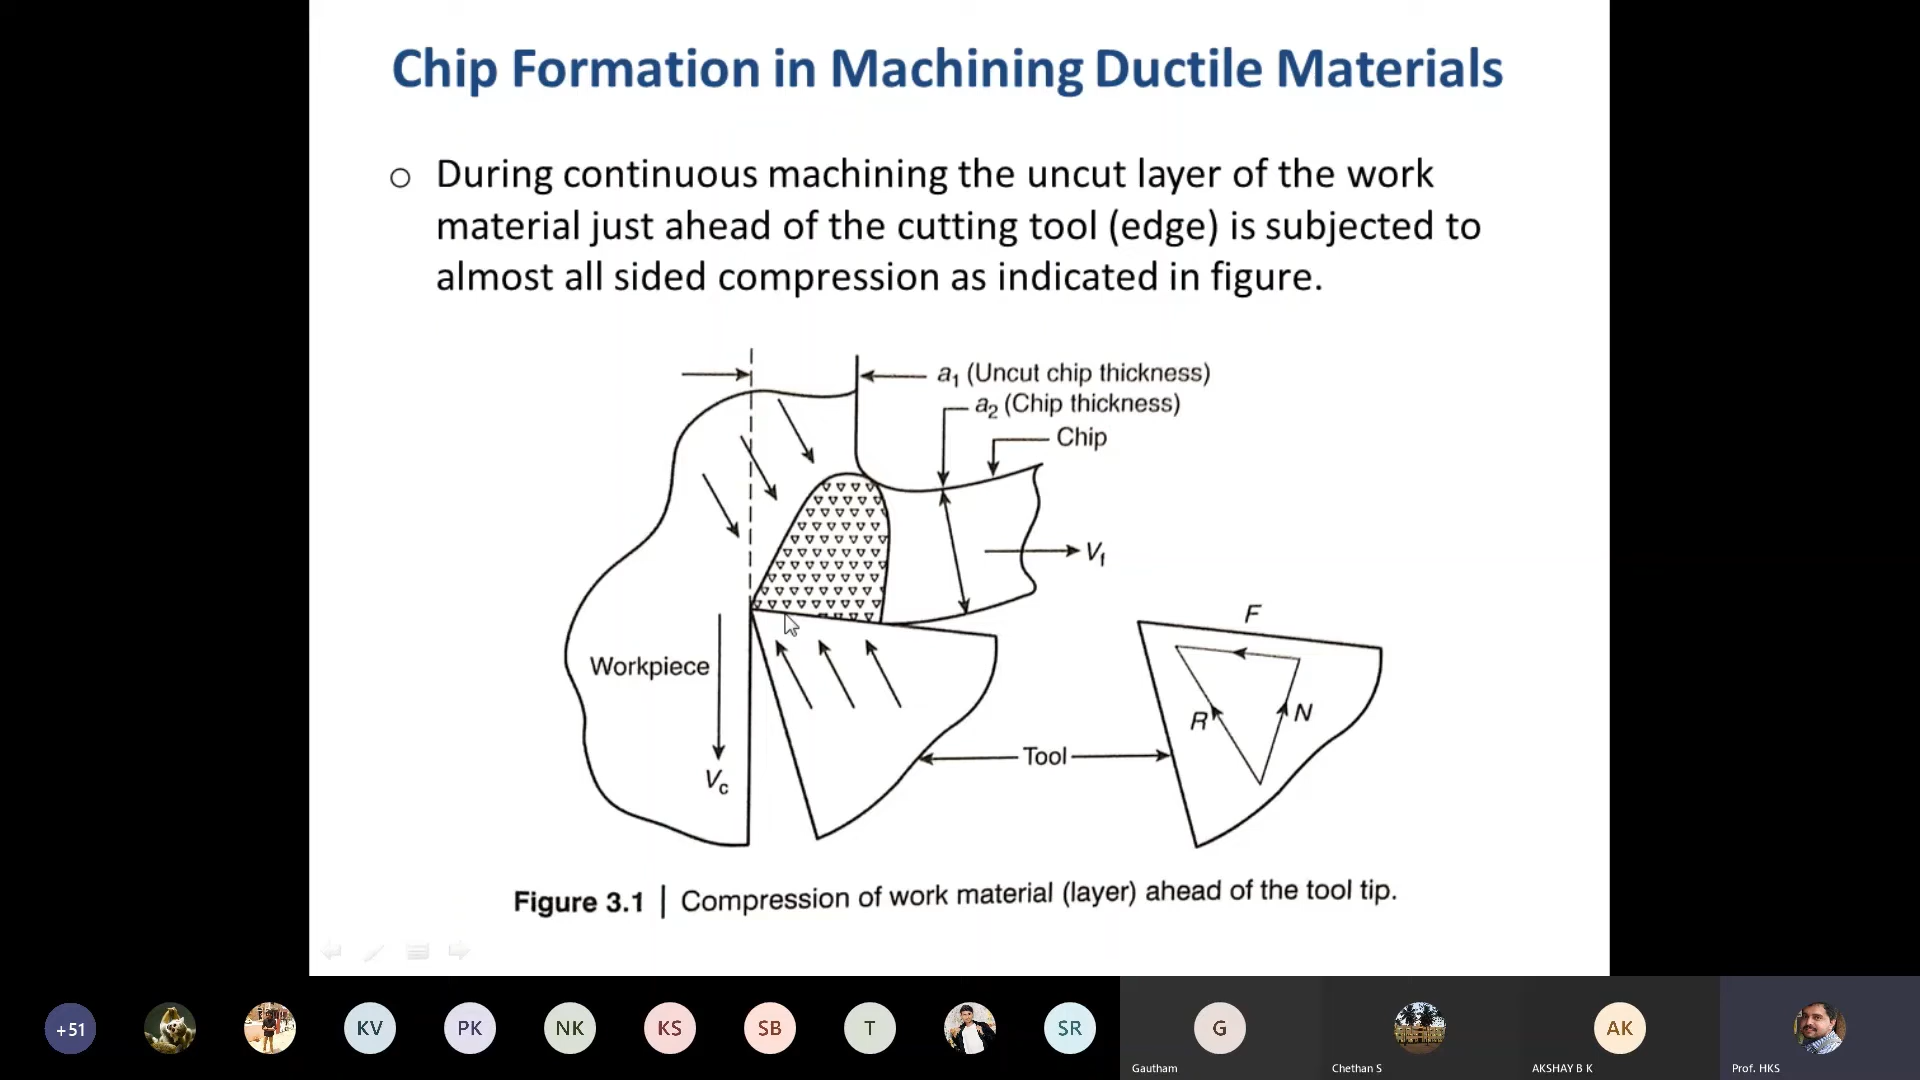 Chip Formation in Machining Ductile Materials
○ During continuous machining the uncut layer of the work
material just ahead of the cutting tool (edge) is subjected to
almost all sided compression as indicated in figure.
a₁ (Uncut chip thickness)
a₂ (Chip thickness)
Chip
V_f
F
Workpiece
R
N
Tool
V_c
Figure 3.1 | Compression of work material (layer) ahead of the tool tip.
+51
KV
PK
NK
KS
SB
T
SR
G
AK
Gautham
Chethan S
AKSHAY B K
Prof. HKS